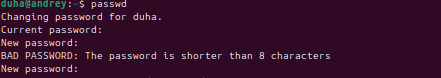 duha@andrey:~$ passwd
Changing password for duha.
Current password:
New password:
BAD PASSWORD: The password is shorter than 8 characters
New password: